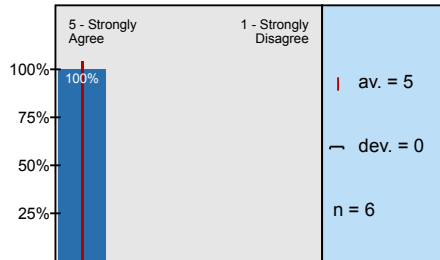 5 - Strongly
Agree
1 - Strongly
Disagree
100%
100%
75%
50%
25%
av. = 5
dev. = 0
n = 6